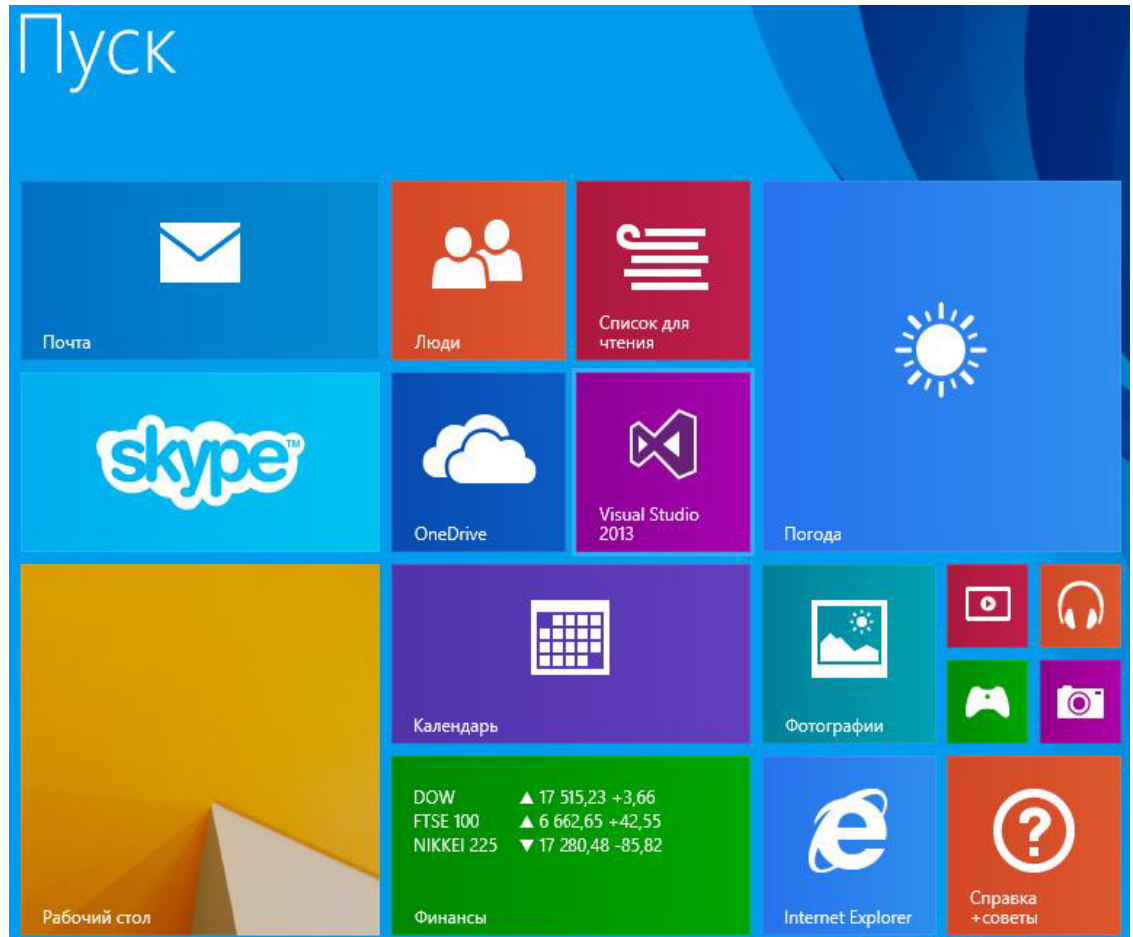 Пуск
Почта
Люди
Список для
чтения
skype™
OneDrive
Visual Studio
2013
Погода
Календарь
Фотографии
DOW ▲ 17 515,23 +3,66
FTSE 100 ▲ 6 662,65 +42,55
NIKKEI 225 ▼ 17 280,48 -85,82
Рабочий стол
Финансы
Internet Explorer
Справка
+советы